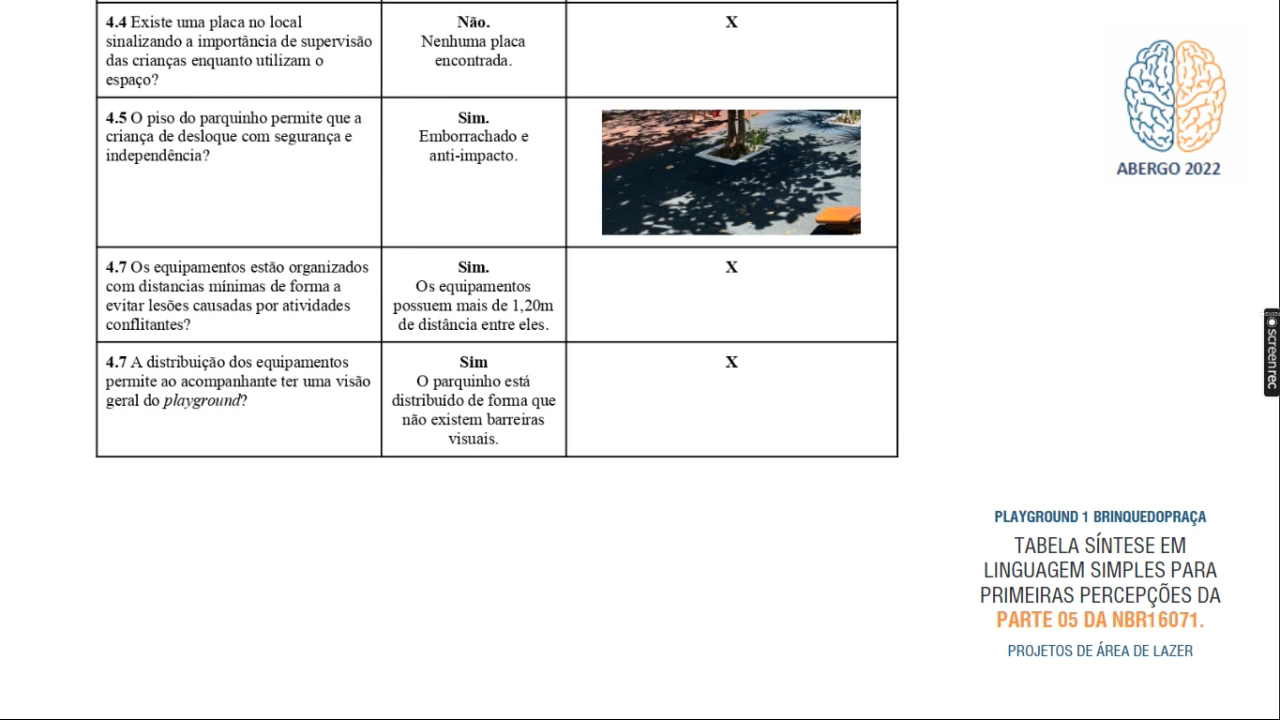 4.4 Existe uma placa no local
sinalizando a importância de supervisão
das crianças enquanto utilizam o
espaço?
Não.
Nenhuma placa
encontrada.
X
4.5 O piso do parquinho permite que a
criança de desloque com segurança e
independência?
Sim.
Emborrachado e
anti-impacto.
4.7 Os equipamentos estão organizados
com distancias mínimas de forma a
evitar lesões causadas por atividades
conflitantes?
Sim.
Os equipamentos
possuem mais de 1,20m
de distância entre eles.
X
4.7 A distribuição dos equipamentos
permite ao acompanhante ter uma visão
geral do playground?
Sim
O parquinho está
distribuído de forma que
não existem barreiras
visuais.
X
ABERGO 2022
screenrec
PLAYGROUND 1 BRINQUEDOPRAÇA
TABELA SÍNTESE EM
LINGUAGEM SIMPLES PARA
PRIMEIRAS PERCEPÇÕES DA
PARTE 05 DA NBR16071.
PROJETOS DE ÁREA DE LAZER